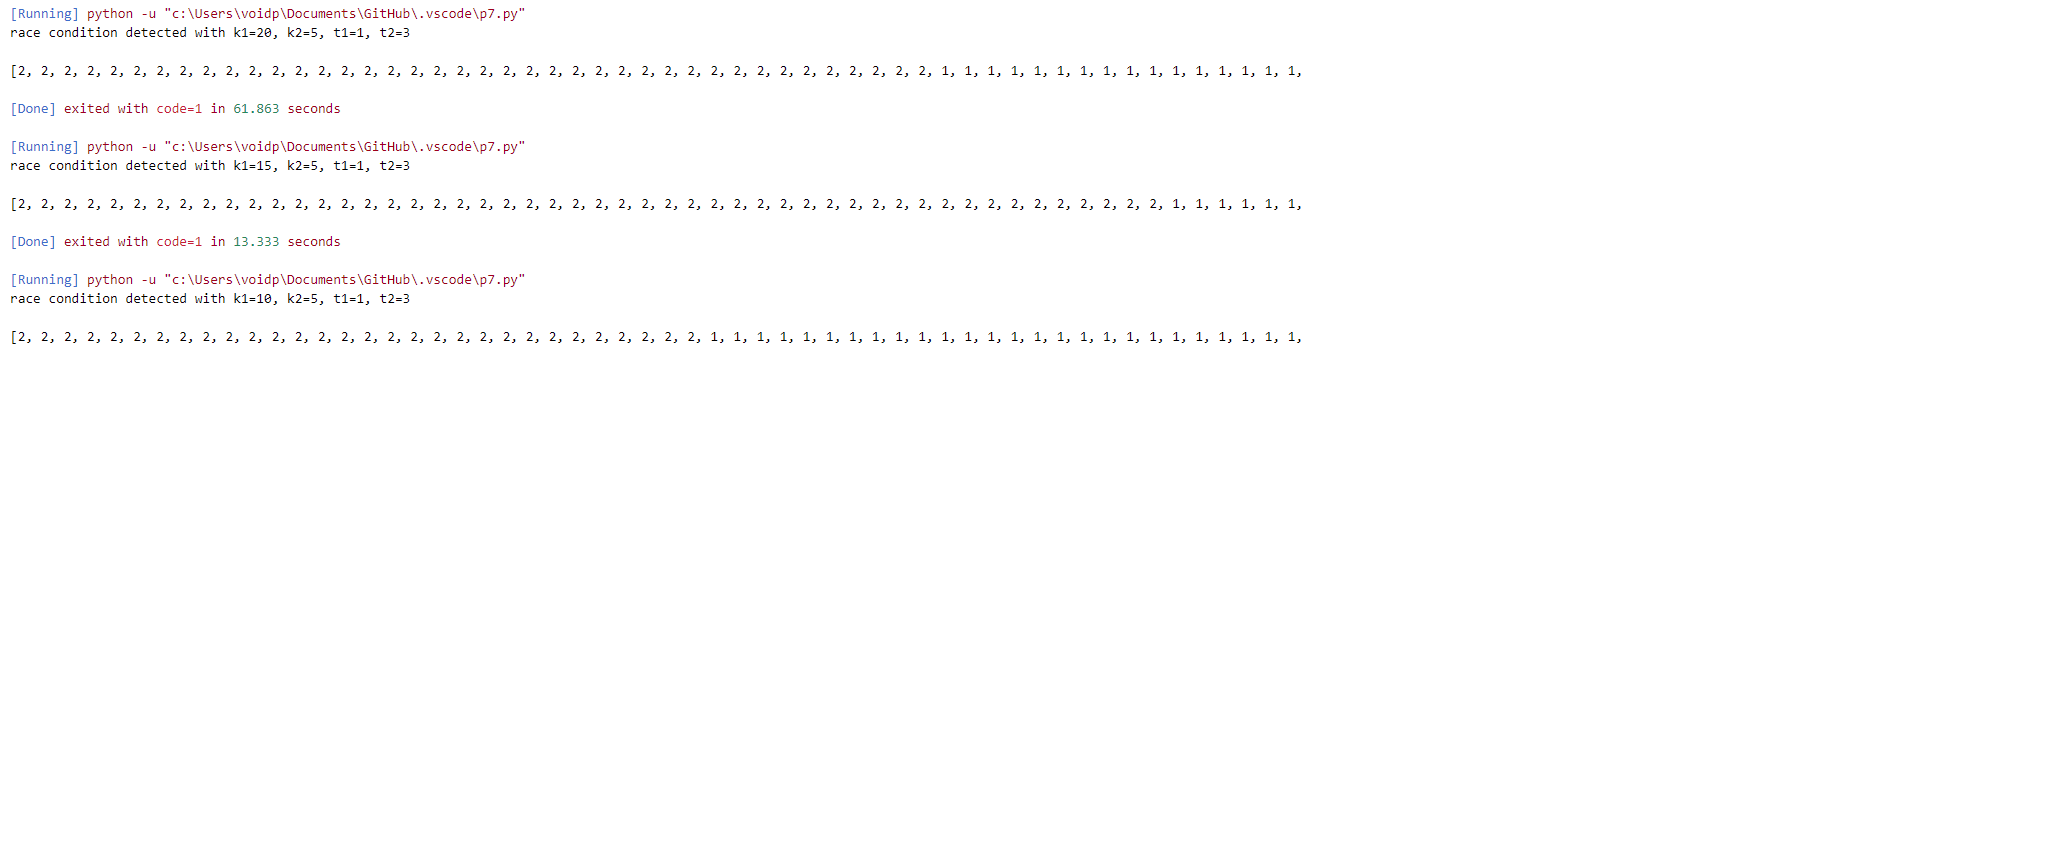 [Running] python -u "c:\Users\voidp\Documents\GitHub\.vscode\p7.py"
race condition detected with k1=20, k2=5, t1=1, t2=3
[2, 2, 2, 2, 2, 2, 2, 2, 2, 2, 2, 2, 2, 2, 2, 2, 2, 2, 2, 2, 2, 2, 2, 2, 2, 2, 2, 2, 2, 2, 2, 2, 2, 2, 2, 2, 2, 2, 2, 2, 1, 1, 1, 1, 1, 1, 1, 1, 1, 1, 1, 1, 1, 1, 1, 1,
[Done] exited with code=1 in 61.863 seconds
[Running] python -u "c:\Users\voidp\Documents\GitHub\.vscode\p7.py"
race condition detected with k1=15, k2=5, t1=1, t2=3
[2, 2, 2, 2, 2, 2, 2, 2, 2, 2, 2, 2, 2, 2, 2, 2, 2, 2, 2, 2, 2, 2, 2, 2, 2, 2, 2, 2, 2, 2, 2, 2, 2, 2, 2, 2, 2, 2, 2, 2, 2, 2, 2, 2, 2, 2, 2, 2, 2, 2, 1, 1, 1, 1, 1, 1,
[Done] exited with code=1 in 13.333 seconds
[Running] python -u "c:\Users\voidp\Documents\GitHub\.vscode\p7.py"
race condition detected with k1=10, k2=5, t1=1, t2=3
[2, 2, 2, 2, 2, 2, 2, 2, 2, 2, 2, 2, 2, 2, 2, 2, 2, 2, 2, 2, 2, 2, 2, 2, 2, 2, 2, 2, 2, 2, 1, 1, 1, 1, 1, 1, 1, 1, 1, 1, 1, 1, 1, 1, 1, 1, 1, 1, 1, 1, 1, 1, 1, 1, 1, 1,